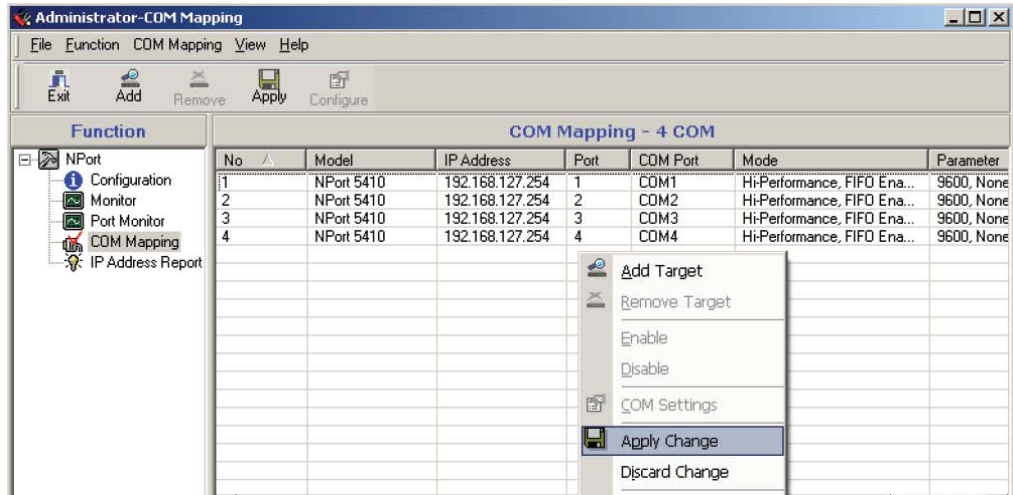 Administrator-COM Mapping
File Function COM Mapping View Help
Exit Add Remove Apply Configure
Function
COM Mapping - 4 COM
NPort
Configuration
Monitor
Port Monitor
COM Mapping
IP Address Report
No Model IP Address Port COM Port Mode Parameter
1 NPort 5410 192.168.127.254 1 COM1 Hi-Performance, FIFO Ena... 9600, None
2 NPort 5410 192.168.127.254 2 COM2 Hi-Performance, FIFO Ena... 9600, None
3 NPort 5410 192.168.127.254 3 COM3 Hi-Performance, FIFO Ena... 9600, None
4 NPort 5410 192.168.127.254 4 COM4 Hi-Performance, FIFO Ena... 9600, None
Add Target
Remove Target
Enable
Disable
COM Settings
Apply Change
Discard Change